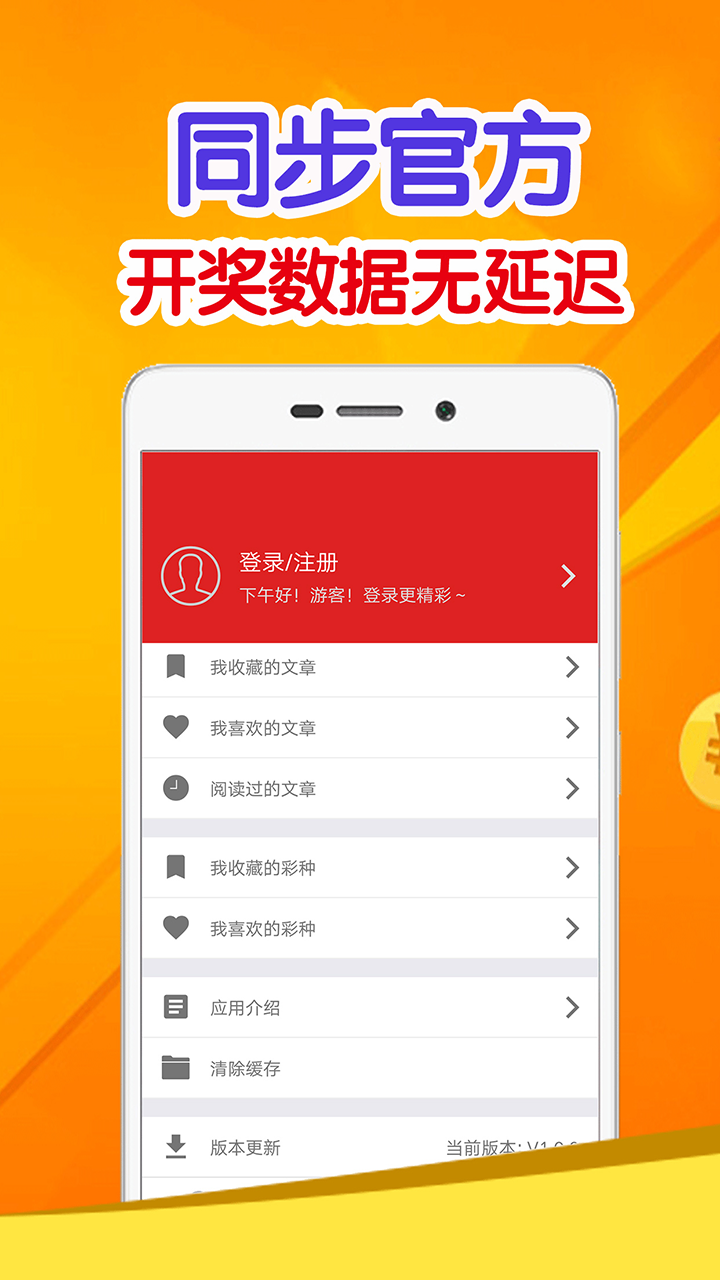 同步官方
开奖数据无延迟
登录/注册
下午好！游客！登录更精彩~
我收藏的文章
我喜欢的文章
阅读过的文章
我收藏的彩种
我喜欢的彩种
应用介绍
清除缓存
版本更新 当前版本: